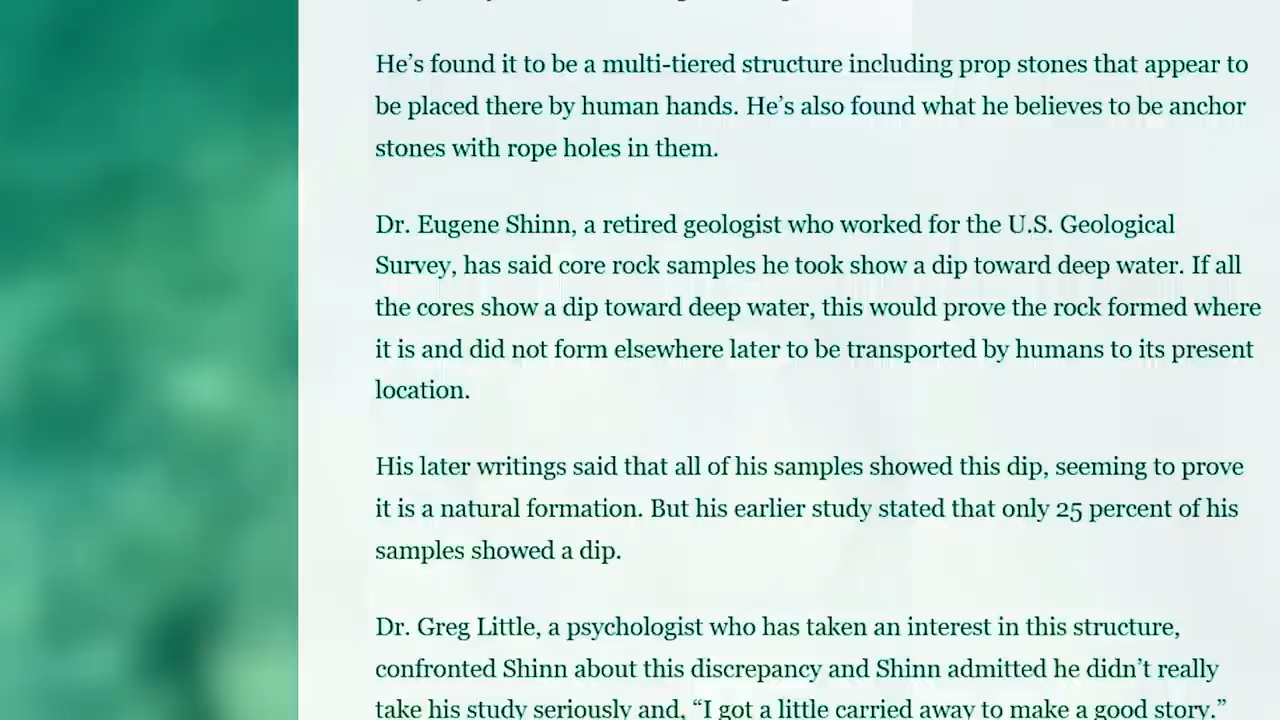 He's found it to be a multi-tiered structure including prop stones that appear to
be placed there by human hands. He's also found what he believes to be anchor
stones with rope holes in them.
Dr. Eugene Shinn, a retired geologist who worked for the U.S. Geological
Survey, has said core rock samples he took show a dip toward deep water. If all
the cores show a dip toward deep water, this would prove the rock formed where
it is and did not form elsewhere later to be transported by humans to its present
location.
His later writings said that all of his samples showed this dip, seeming to prove
it is a natural formation. But his earlier study stated that only 25 percent of his
samples showed a dip.
Dr. Greg Little, a psychologist who has taken an interest in this structure,
confronted Shinn about this discrepancy and Shinn admitted he didn't really
take his study seriously and, “I got a little carried away to make a good story.”